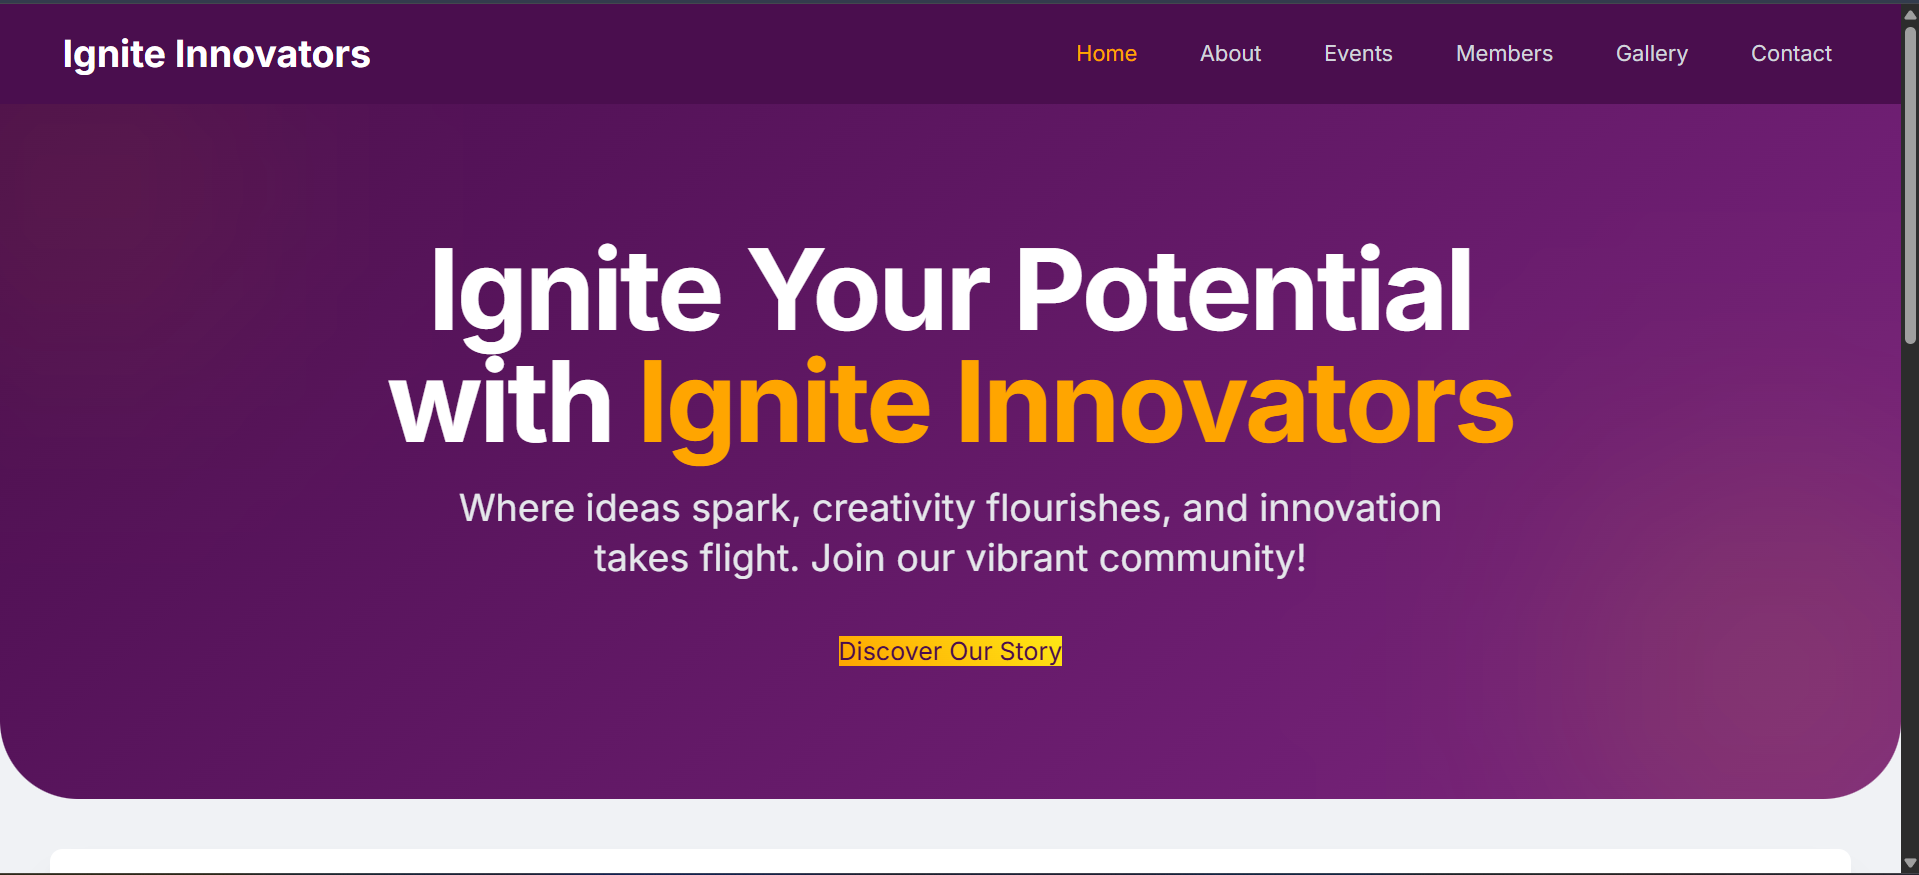 Ignite Innovators
Home
About
Events
Members
Gallery
Contact
Ignite Your Potential
with Ignite Innovators
Where ideas spark, creativity flourishes, and innovation
takes flight. Join our vibrant community!
Discover Our Story